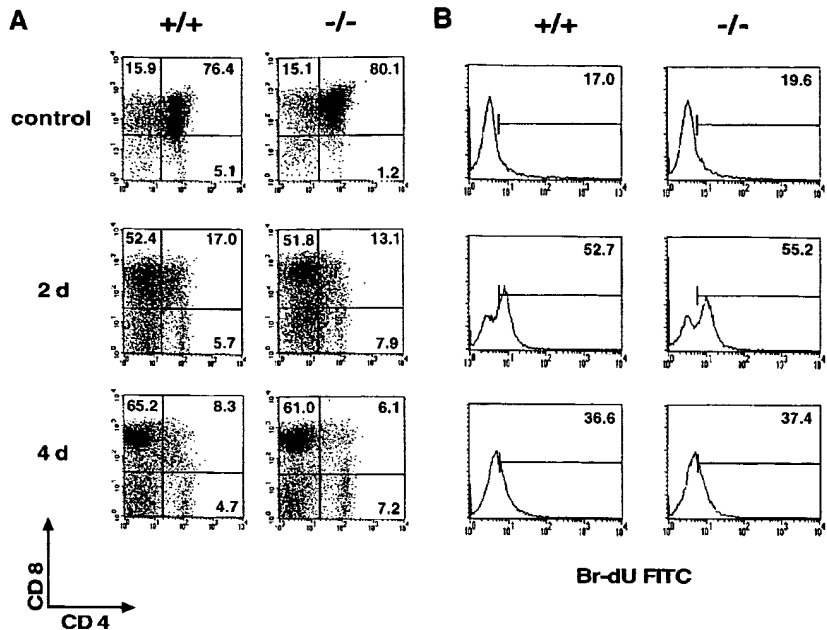 A +/+ -/- B +/+ -/-
control
15.9 76.4
5.1
15.1 80.1
1.2
17.0
19.6
2 d
52.4 17.0
5.7
51.8 13.1
7.9
52.7
55.2
4 d
65.2 8.3
4.7
61.0 6.1
7.2
36.6
37.4
CD 8
CD 4
Br-dU FITC